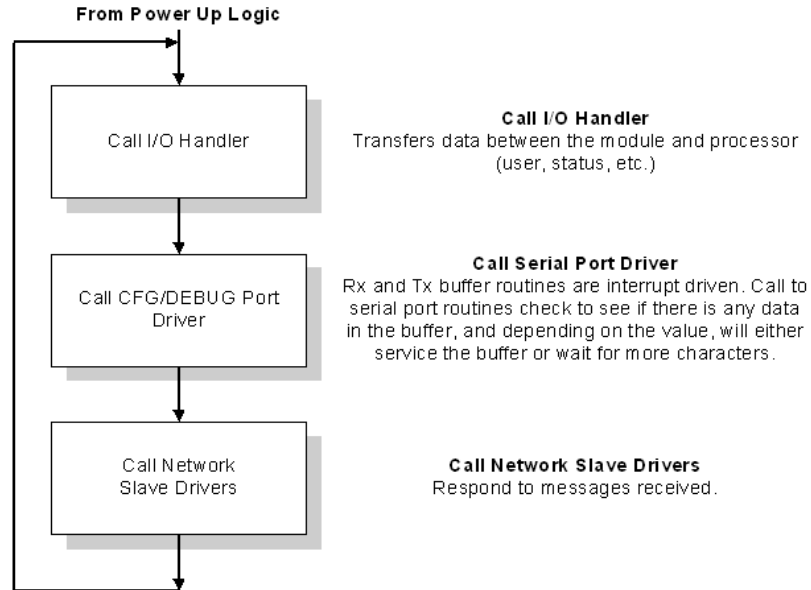 From Power Up Logic
Call I/O Handler
Call I/O Handler
Transfers data between the module and processor
(user, status, etc.)
Call CFG/DEBUG Port
Driver
Call Serial Port Driver
Rx and Tx buffer routines are interrupt driven. Call to
serial port routines check to see if there is any data
in the buffer, and depending on the value, will either
service the buffer or wait for more characters.
Call Network
Slave Drivers
Call Network Slave Drivers
Respond to messages received.